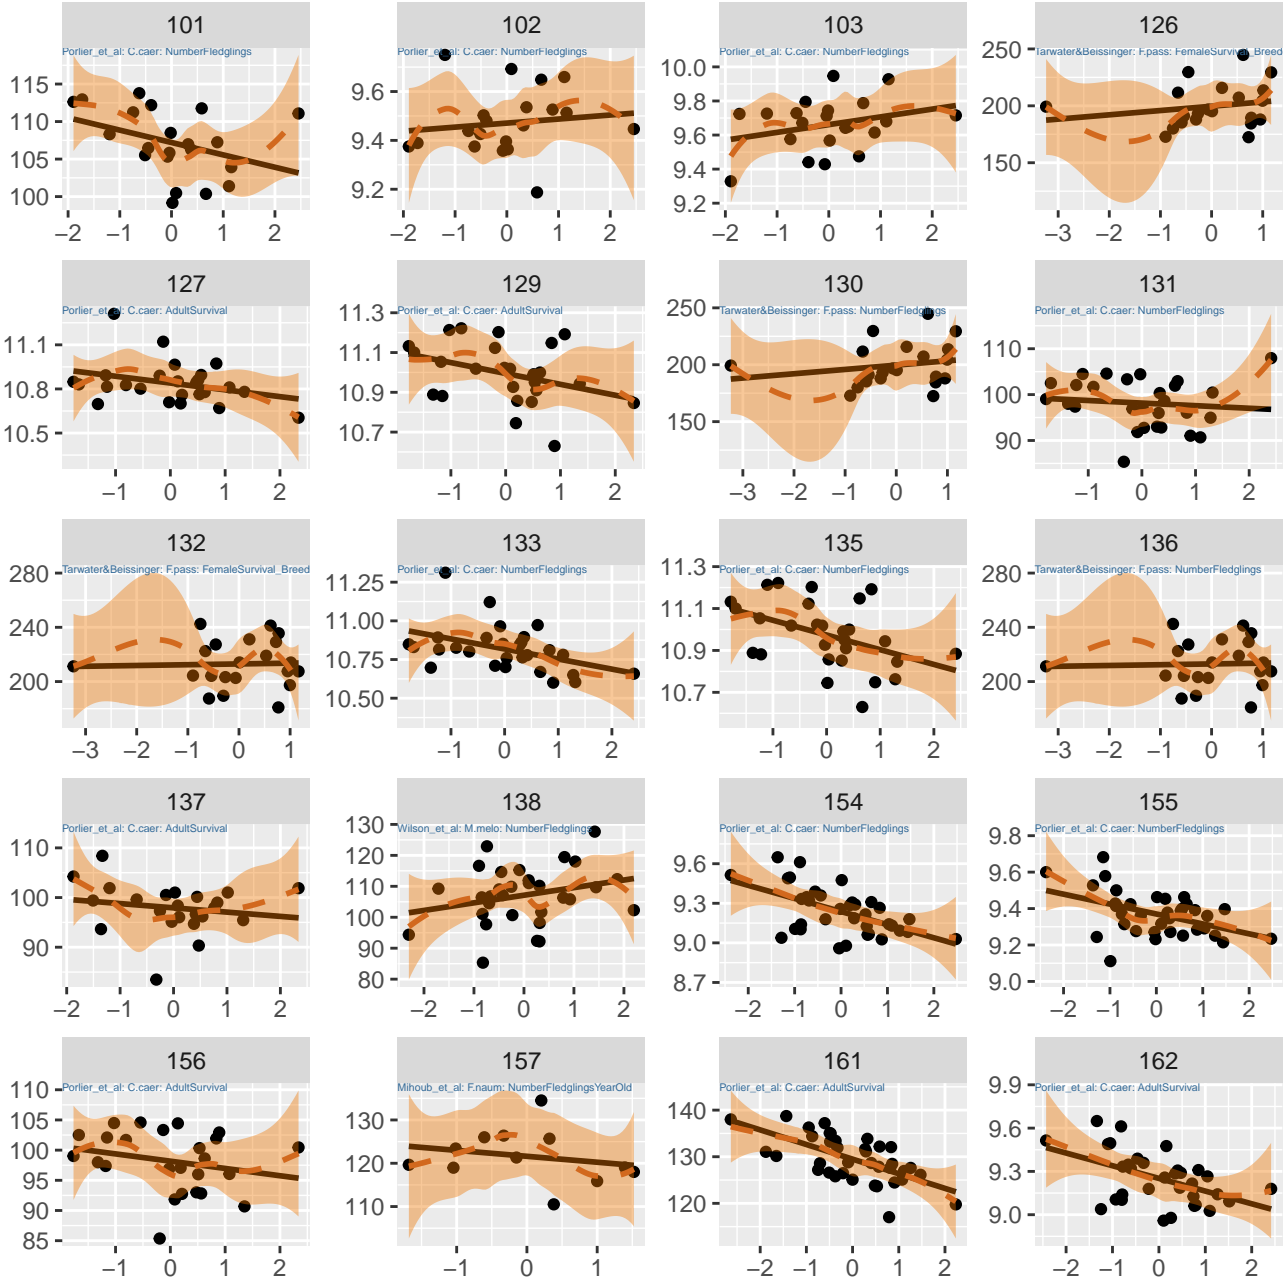 101 102 103 126
Porlier_et_al: C.caer: NumberFledglings Porlier_et_al: C.caer: NumberFledglings Porlier_et_al: C.caer: NumberFledglings Tarwater&Beissinger: F.pass: FemaleSurvival_Breed
115 110 105 100
9.6 9.4 9.2
10.0 9.8 9.6 9.4 9.2
250 200 150
−2 −1 0 1 2 −2 −1 0 1 2 −2 −1 0 1 2 −3 −2 −1 0 1
127 129 130 131
Porlier_et_al: C.caer: AdultSurvival Porlier_et_al: C.caer: AdultSurvival Tarwater&Beissinger: F.pass: NumberFledglings Porlier_et_al: C.caer: NumberFledglings
11.1 10.8 10.5
11.3 11.1 10.9 10.7
250 200 150
110 100 90
−1 0 1 2 −1 0 1 2 −3 −2 −1 0 1 −1 0 1 2
132 133 135 136
Tarwater&Beissinger: F.pass: FemaleSurvival_Breed Porlier_et_al: C.caer: NumberFledglings Porlier_et_al: C.caer: NumberFledglings Tarwater&Beissinger: F.pass: NumberFledglings
280 240 200
11.25 11.00 10.75 10.50
11.3 11.1 10.9 10.7
280 240 200
−3 −2 −1 0 1 −1 0 1 2 −1 0 1 2 −3 −2 −1 0 1
137 138 154 155
Porlier_et_al: C.caer: AdultSurvival Wilson_et_al: M.melo: NumberFledglings Porlier_et_al: C.caer: NumberFledglings Porlier_et_al: C.caer: NumberFledglings
110 100 90
130 120 110 100 90 80
9.6 9.3 9.0 8.7
9.8 9.6 9.4 9.2 9.0
−2 −1 0 1 2 −2 −1 0 1 2 −2 −1 0 1 2 −2 −1 0 1 2
156 157 161 162
Porlier_et_al: C.caer: AdultSurvival Mihoub_et_al: F.naum: NumberFledglingsYearOld Porlier_et_al: C.caer: AdultSurvival Porlier_et_al: C.caer: AdultSurvival
110 105 100 95 90 85
130 120 110
140 130 120
9.9 9.6 9.3 9.0
−1 0 1 2 −1 0 1 −2 −1 0 1 2 −2 −1 0 1 2